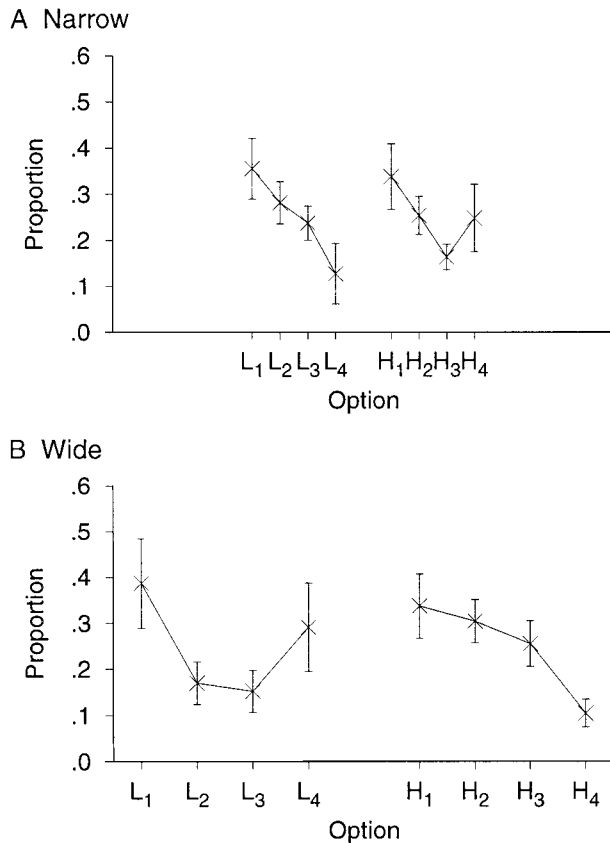 A Narrow
.6
.5
.4
.3
.2
.1
.0
Proportion
L1 L2 L3 L4 H1 H2 H3 H4
Option
B Wide
.6
.5
.4
.3
.2
.1
.0
Proportion
L1 L2 L3 L4 H1 H2 H3 H4
Option